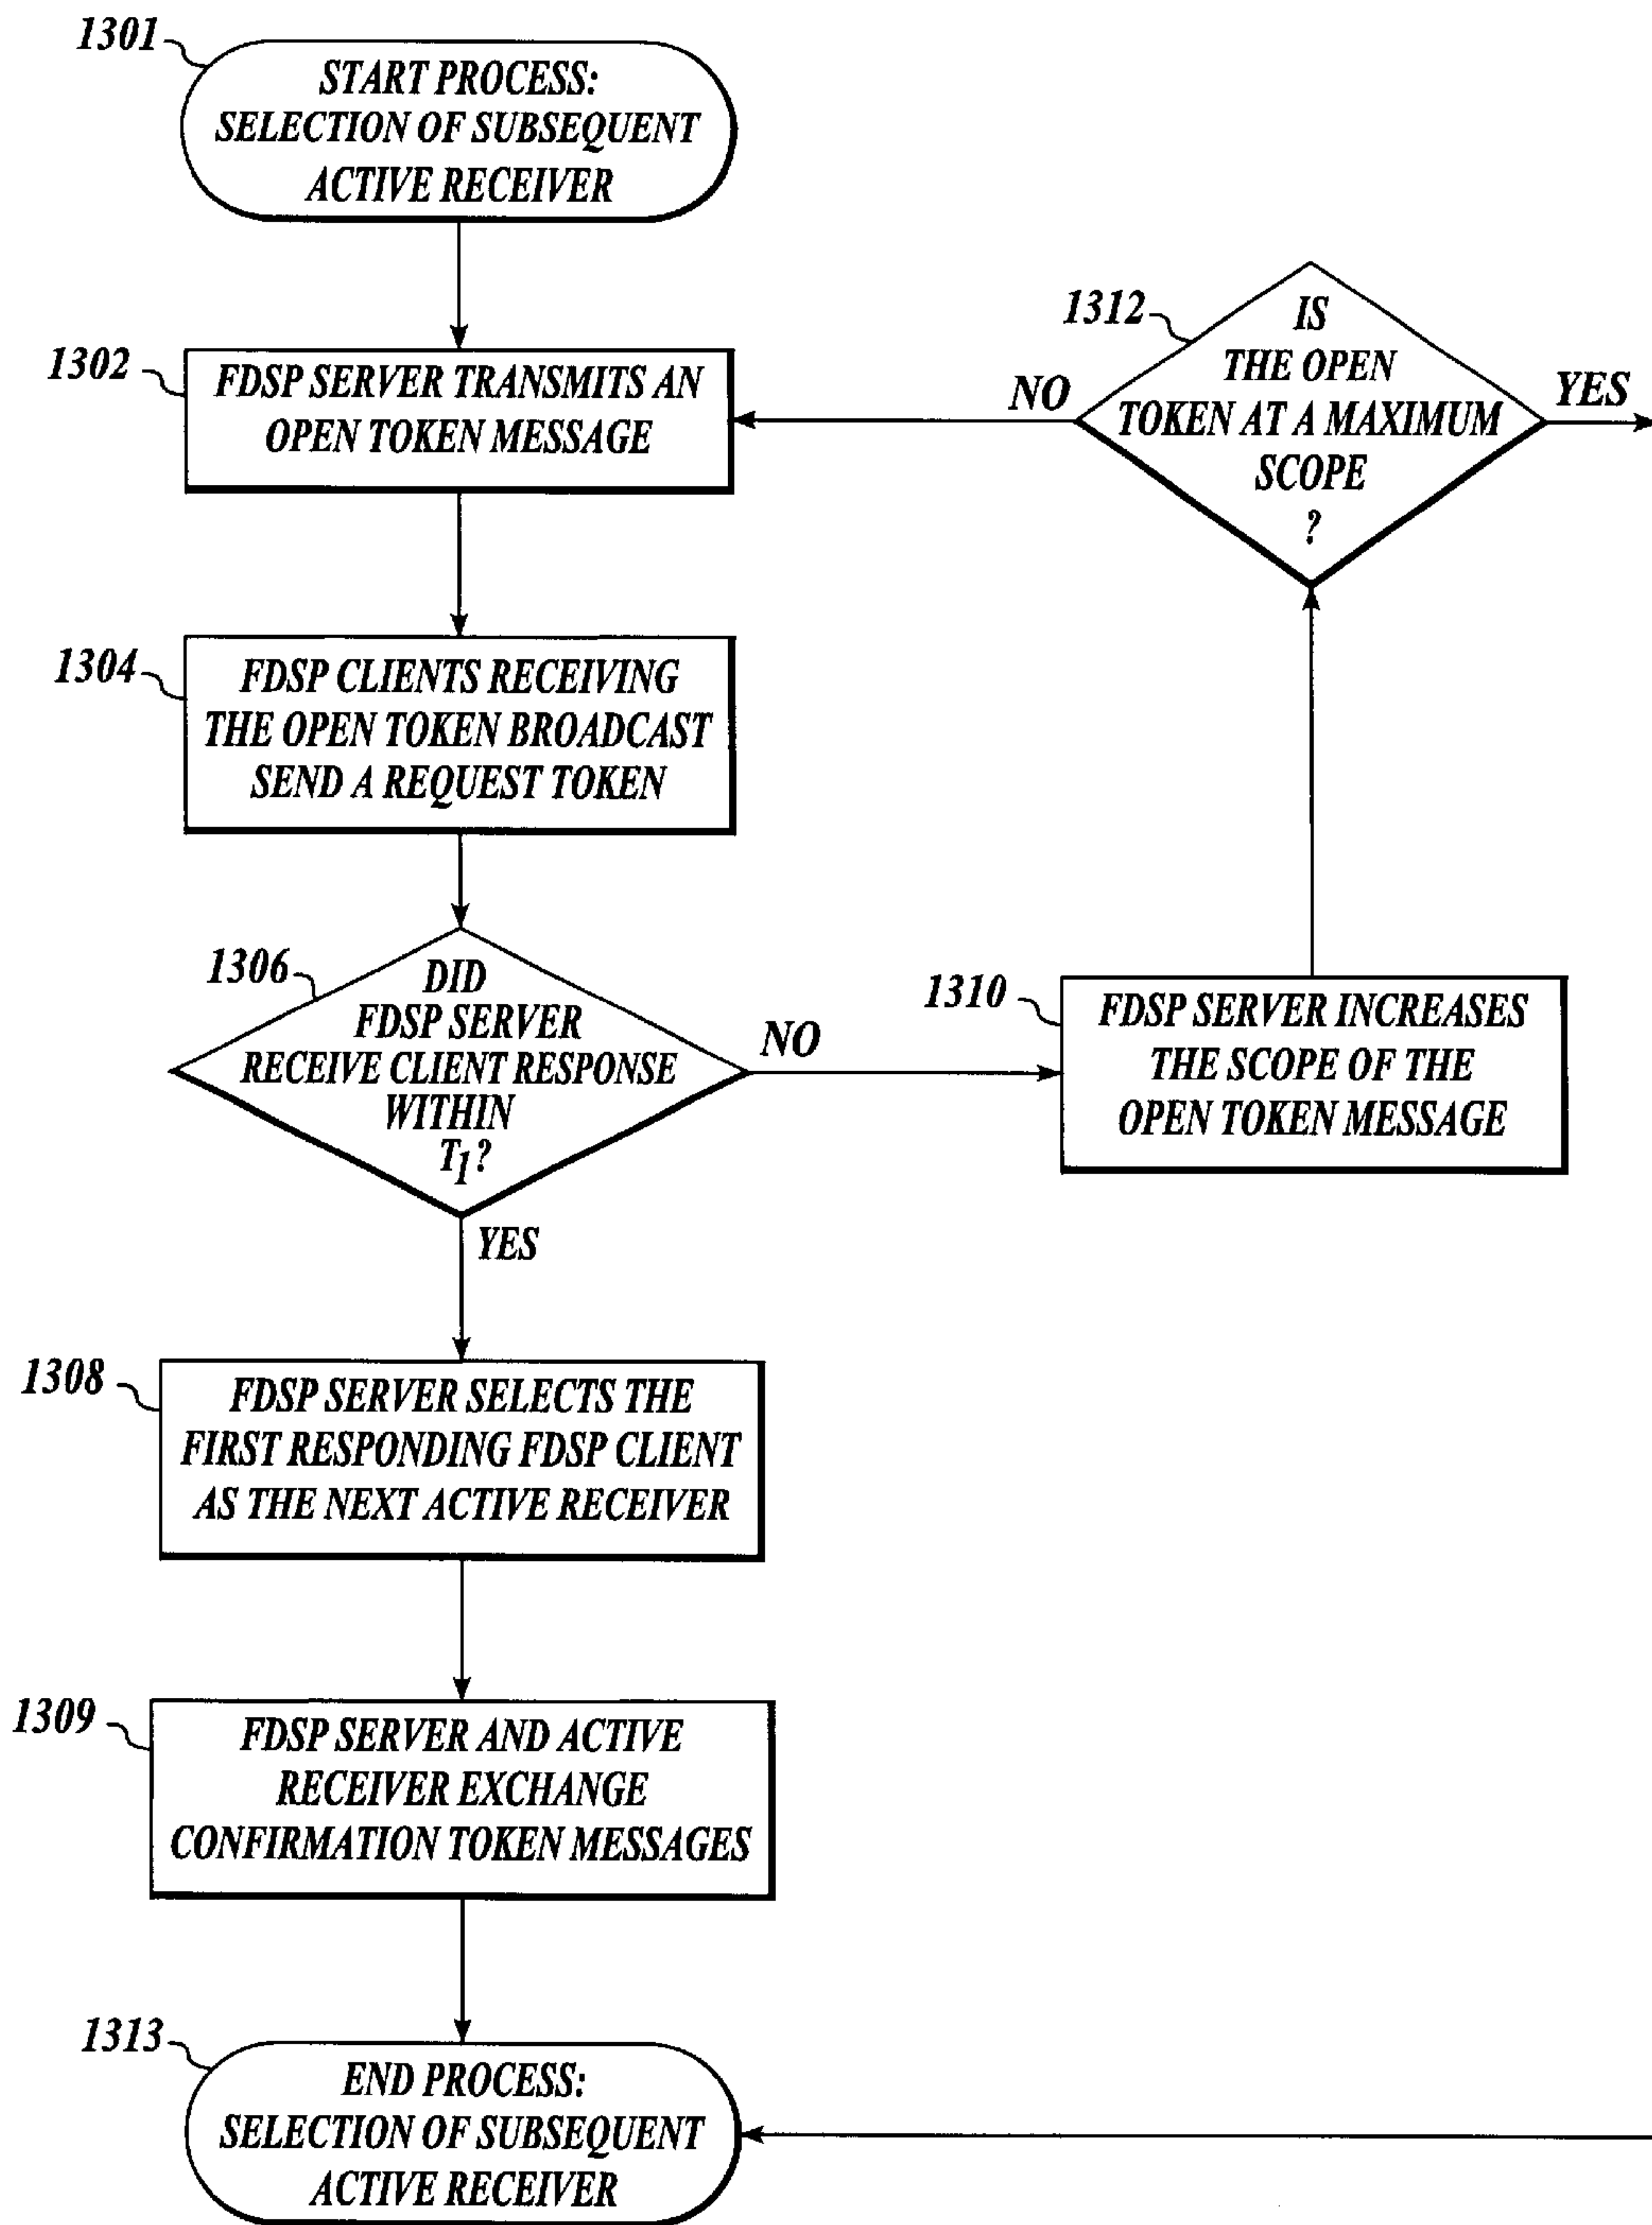 1301
START PROCESS:
SELECTION OF SUBSEQUENT
ACTIVE RECEIVER
1302
FDSP SERVER TRANSMITS AN
OPEN TOKEN MESSAGE
1312
IS
THE OPEN
TOKEN AT A MAXIMUM
SCOPE
?
NO
YES
1304
FDSP CLIENTS RECEIVING
THE OPEN TOKEN BROADCAST
SEND A REQUEST TOKEN
1306
DID
FDSP SERVER
RECEIVE CLIENT RESPONSE
WITHIN
T1?
NO
YES
1310
FDSP SERVER INCREASES
THE SCOPE OF THE
OPEN TOKEN MESSAGE
1308
FDSP SERVER SELECTS THE
FIRST RESPONDING FDSP CLIENT
AS THE NEXT ACTIVE RECEIVER
1309
FDSP SERVER AND ACTIVE
RECEIVER EXCHANGE
CONFIRMATION TOKEN MESSAGES
1313
END PROCESS:
SELECTION OF SUBSEQUENT
ACTIVE RECEIVER